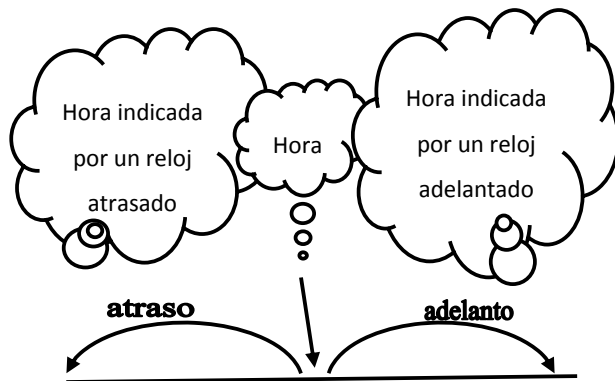 Hora indicada
por un reloj
atrasado
Hora
Hora indicada
por un reloj
adelantado
atraso
adelanto